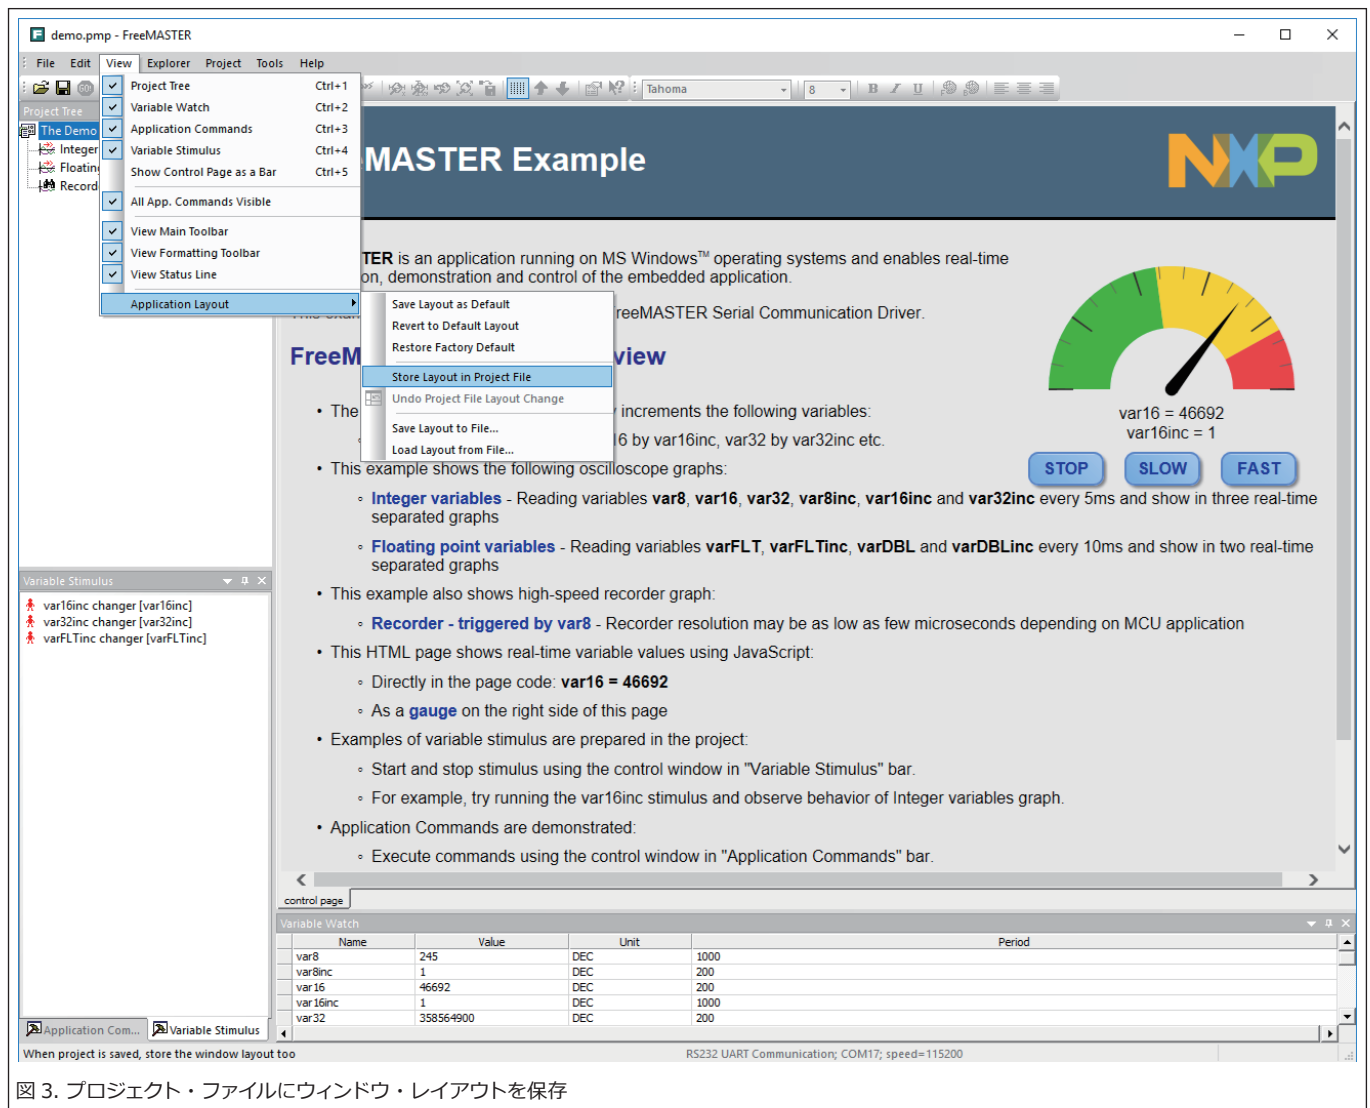 demo.pmp - FreeMASTER
File Edit View Explorer Project Tools Help
Tahoma 8 B I U
Project Tree
The Demo
Integer
Floatin
Record
Project Tree Ctrl+1
Variable Watch Ctrl+2
Application Commands Ctrl+3
Variable Stimulus Ctrl+4
Show Control Page as a Bar Ctrl+5
All App. Commands Visible
View Main Toolbar
View Formatting Toolbar
View Status Line
Application Layout
Save Layout as Default
Revert to Default Layout
Restore Factory Default
Store Layout in Project File
Undo Project File Layout Change
Save Layout to File...
Load Layout from File...
eMASTER Example
NXP
TER is an application running on MS Windows™ operating systems and enables real-time
on, demonstration and control of the embedded application.
This exam reeMASTER Serial Communication Driver.
FreeM view
• The y increments the following variables:
16 by var16inc, var32 by var32inc etc.
• This example shows the following oscilloscope graphs:
◦ Integer variables - Reading variables var8, var16, var32, var8inc, var16inc and var32inc every 5ms and show in three real-time
separated graphs
◦ Floating point variables - Reading variables varFLT, varFLTinc, varDBL and varDBLinc every 10ms and show in two real-time
separated graphs
• This example also shows high-speed recorder graph:
◦ Recorder - triggered by var8 - Recorder resolution may be as low as few microseconds depending on MCU application
• This HTML page shows real-time variable values using JavaScript:
◦ Directly in the page code: var16 = 46692
◦ As a gauge on the right side of this page
• Examples of variable stimulus are prepared in the project:
◦ Start and stop stimulus using the control window in "Variable Stimulus" bar.
◦ For example, try running the var16inc stimulus and observe behavior of Integer variables graph.
• Application Commands are demonstrated:
◦ Execute commands using the control window in "Application Commands" bar.
var16 = 46692
var16inc = 1
STOP SLOW FAST
control page
Variable Stimulus
var16inc changer [var16inc]
var32inc changer [var32inc]
varFLTinc changer [varFLTinc]
Application Com... Variable Stimulus
Variable Watch
Name Value Unit Period
var8 245 DEC 1000
var8inc 1 DEC 200
var16 46692 DEC 200
var16inc 1 DEC 1000
var32 358564900 DEC 200
When project is saved, store the window layout too
RS232 UART Communication; COM17; speed=115200
図 3. プロジェクト・ファイルにウィンドウ・レイアウトを保存